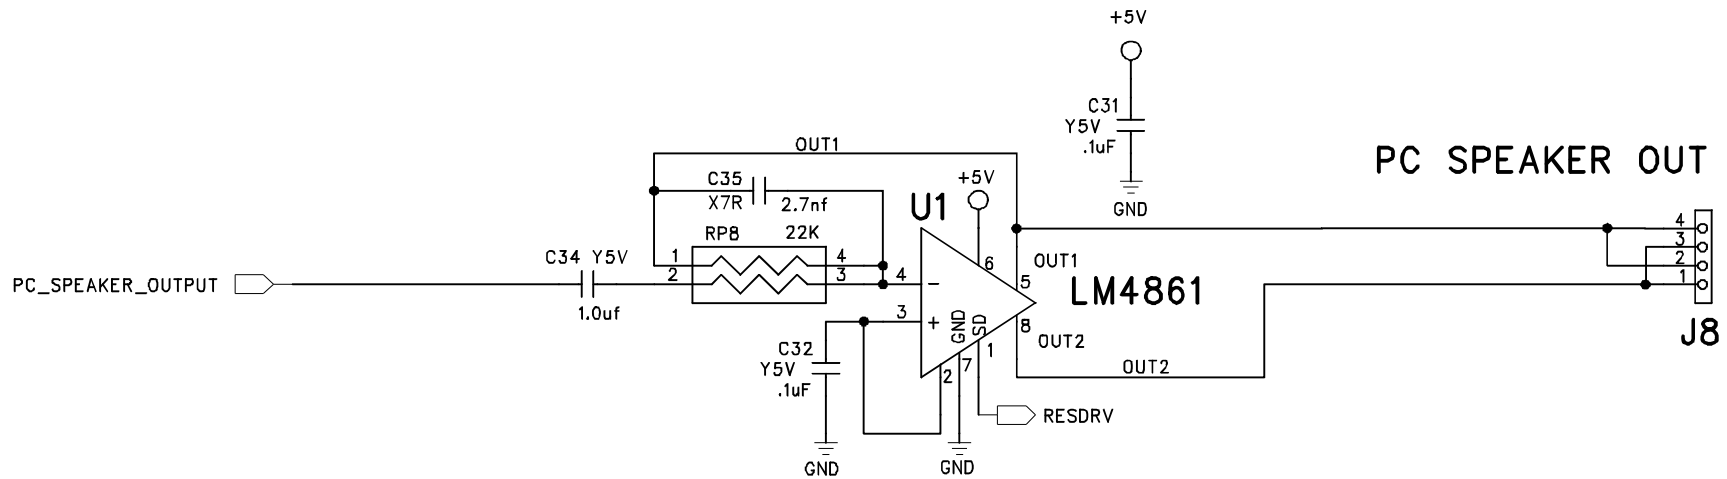 +5V
C31
Y5V
.1uF
GND
PC SPEAKER OUT
OUT1
C35
X7R
2.7nf
+5V
U1
RP8 22K
1 4
2 3
C34 Y5V
1.0uf
PC_SPEAKER_OUTPUT
4 -
3 +
6
OUT1
5
LM4861
8
OUT2
GND
SD
1
7
2
C32
Y5V
.1uF
GND
GND
RESDRV
OUT2
4
3
2
1
J8